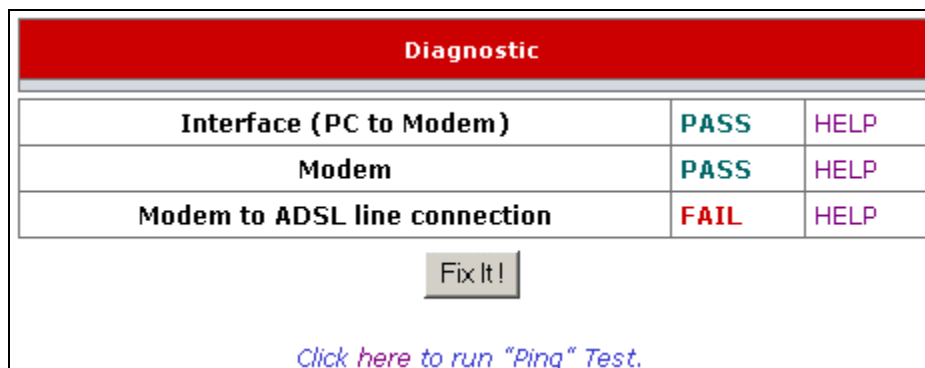 Diagnostic
Interface (PC to Modem) PASS HELP
Modem PASS HELP
Modem to ADSL line connection FAIL HELP
Fix It!
Click here to run "Ping" Test.